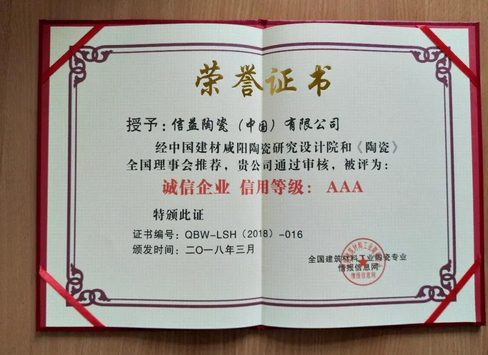 荣誉证书
授予：信益陶瓷（中国）有限公司
经中国建材咸阳陶瓷研究设计院和《陶瓷》
全国理事会推荐，贵公司通过审核，被评为：
诚信企业 信用等级： AAA
特颁此证
证书编号：QBW-LSH（2018）-016
颁发时间：二〇一八年三月
全国建筑材料工业陶瓷专业
情报信息网